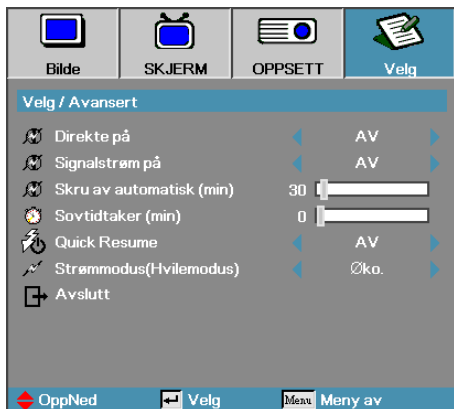 Bilde SKJERM OPPSETT Velg
Velg / Avansert
Direkte på AV
Signalstrøm på AV
Skru av automatisk (min) 30
Sovtidtaker (min) 0
Quick Resume AV
Strømmodus(Hvilemodus) Øko.
Avslutt
OppNed Velg Menu Meny av